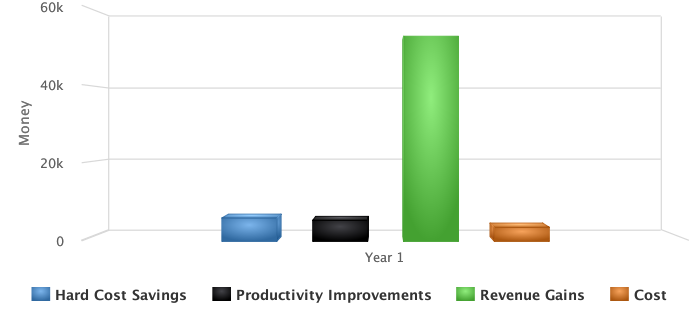 60k
40k
20k
0
Money
Year 1
Hard Cost Savings Productivity Improvements Revenue Gains Cost